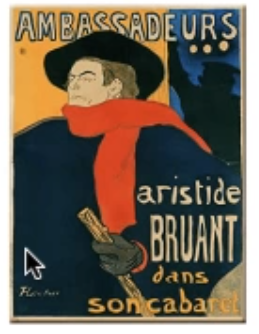 AMBASSADEURS
...
aristide
BRUANT
dans
son cabaret